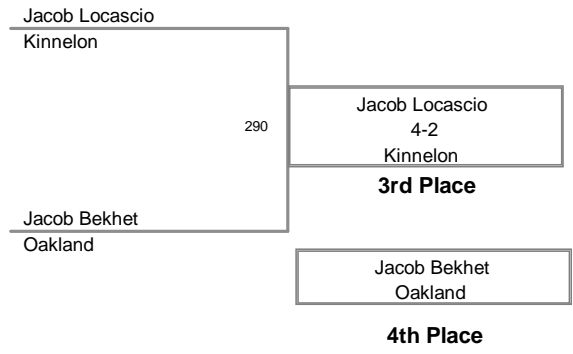 Jacob Locascio
Kinnelon
290
Jacob Locascio
4-2
Kinnelon
3rd Place
Jacob Bekhet
Oakland
Jacob Bekhet
Oakland
4th Place